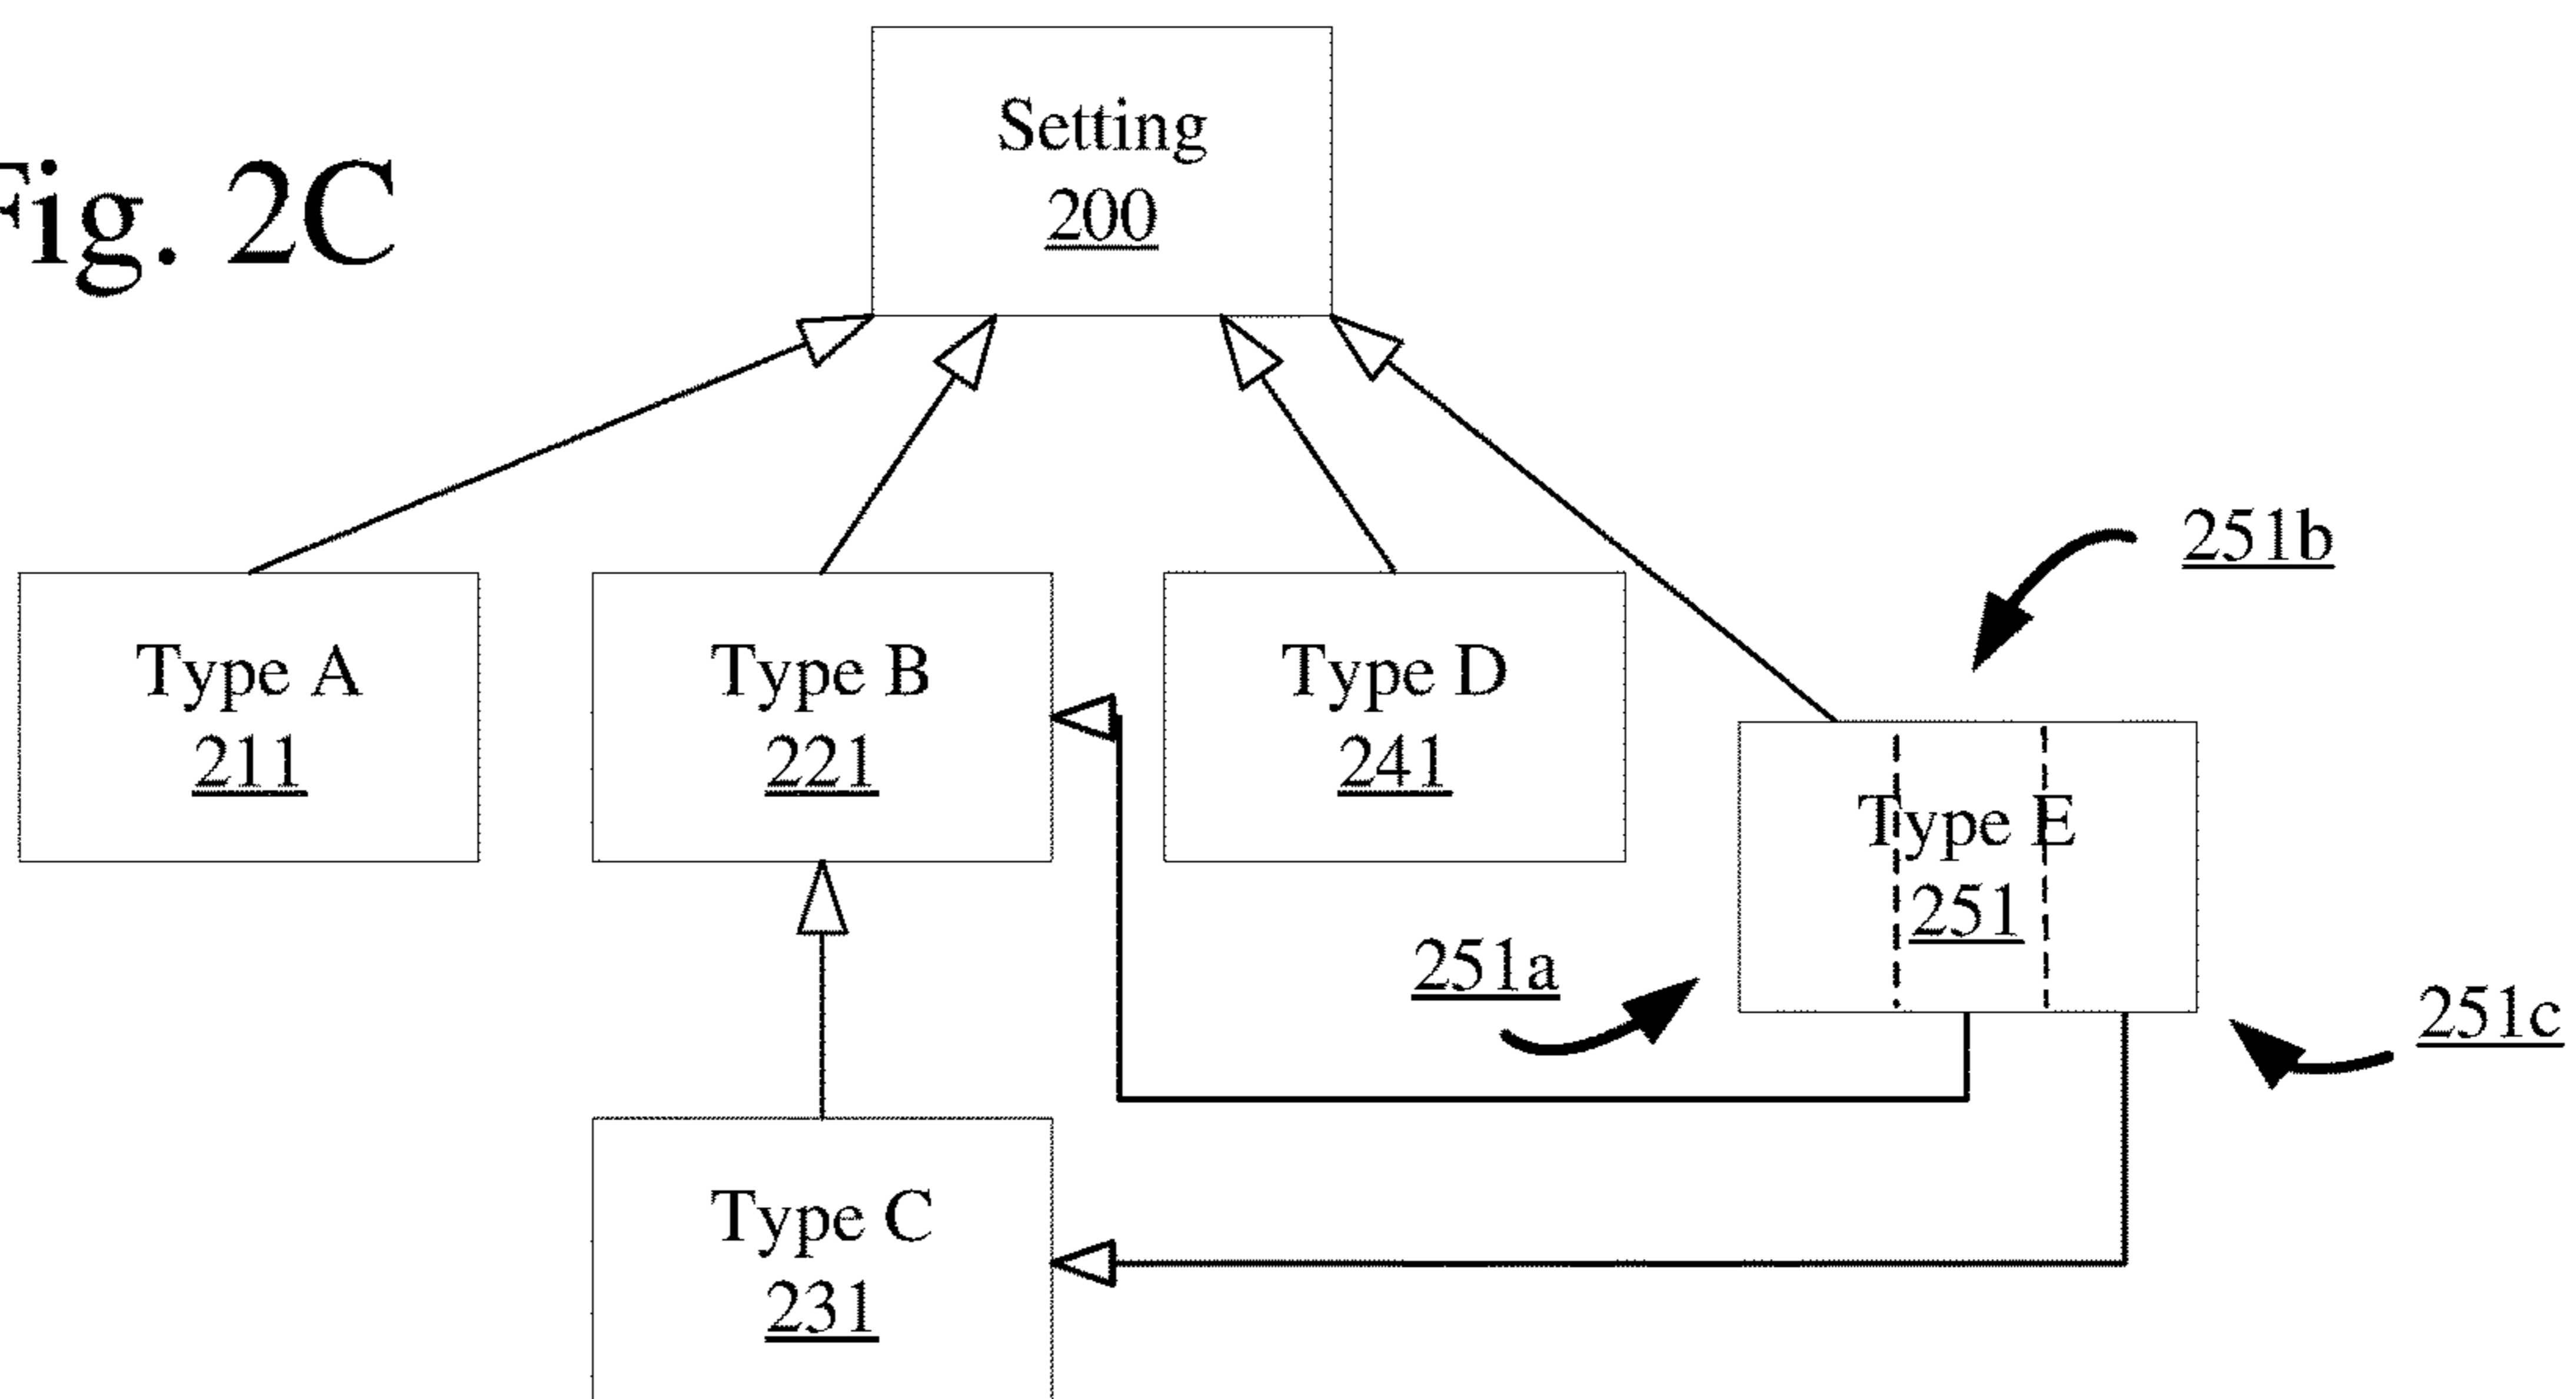 Setting
200
Fig. 2C
251b
Type A
211
Type B
221
Type D
241
Type E
251
251a
251c
Type C
231